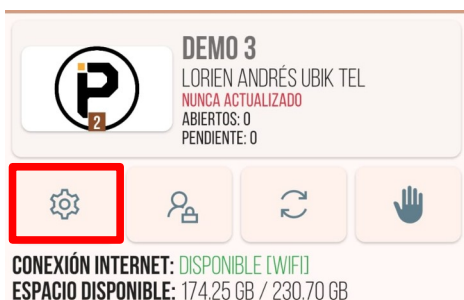 DEMO 3
LORIEN ANDRÉS UBIK TEL
NUNCA ACTUALIZADO
ABIERTOS: 0
PENDIENTE: 0
P
2
CONEXIÓN INTERNET: DISPONIBLE [WIFI]
ESPACIO DISPONIBLE: 174.25 GB / 230.70 GB